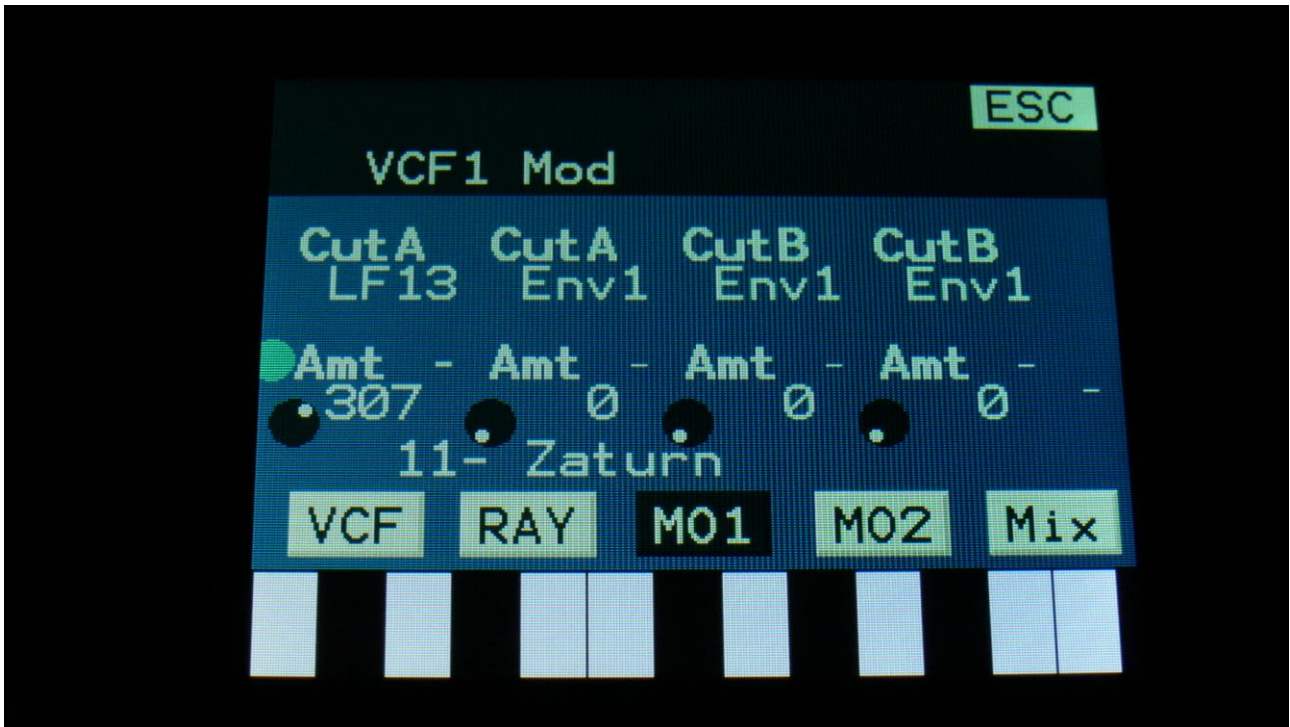 ESC
VCF1 Mod
CutA CutA CutB CutB
LF13 Env1 Env1 Env1
Amt - Amt - Amt - Amt -
307 0 0 0 -
11- Zaturn
VCF RAY MO1 MO2 Mix